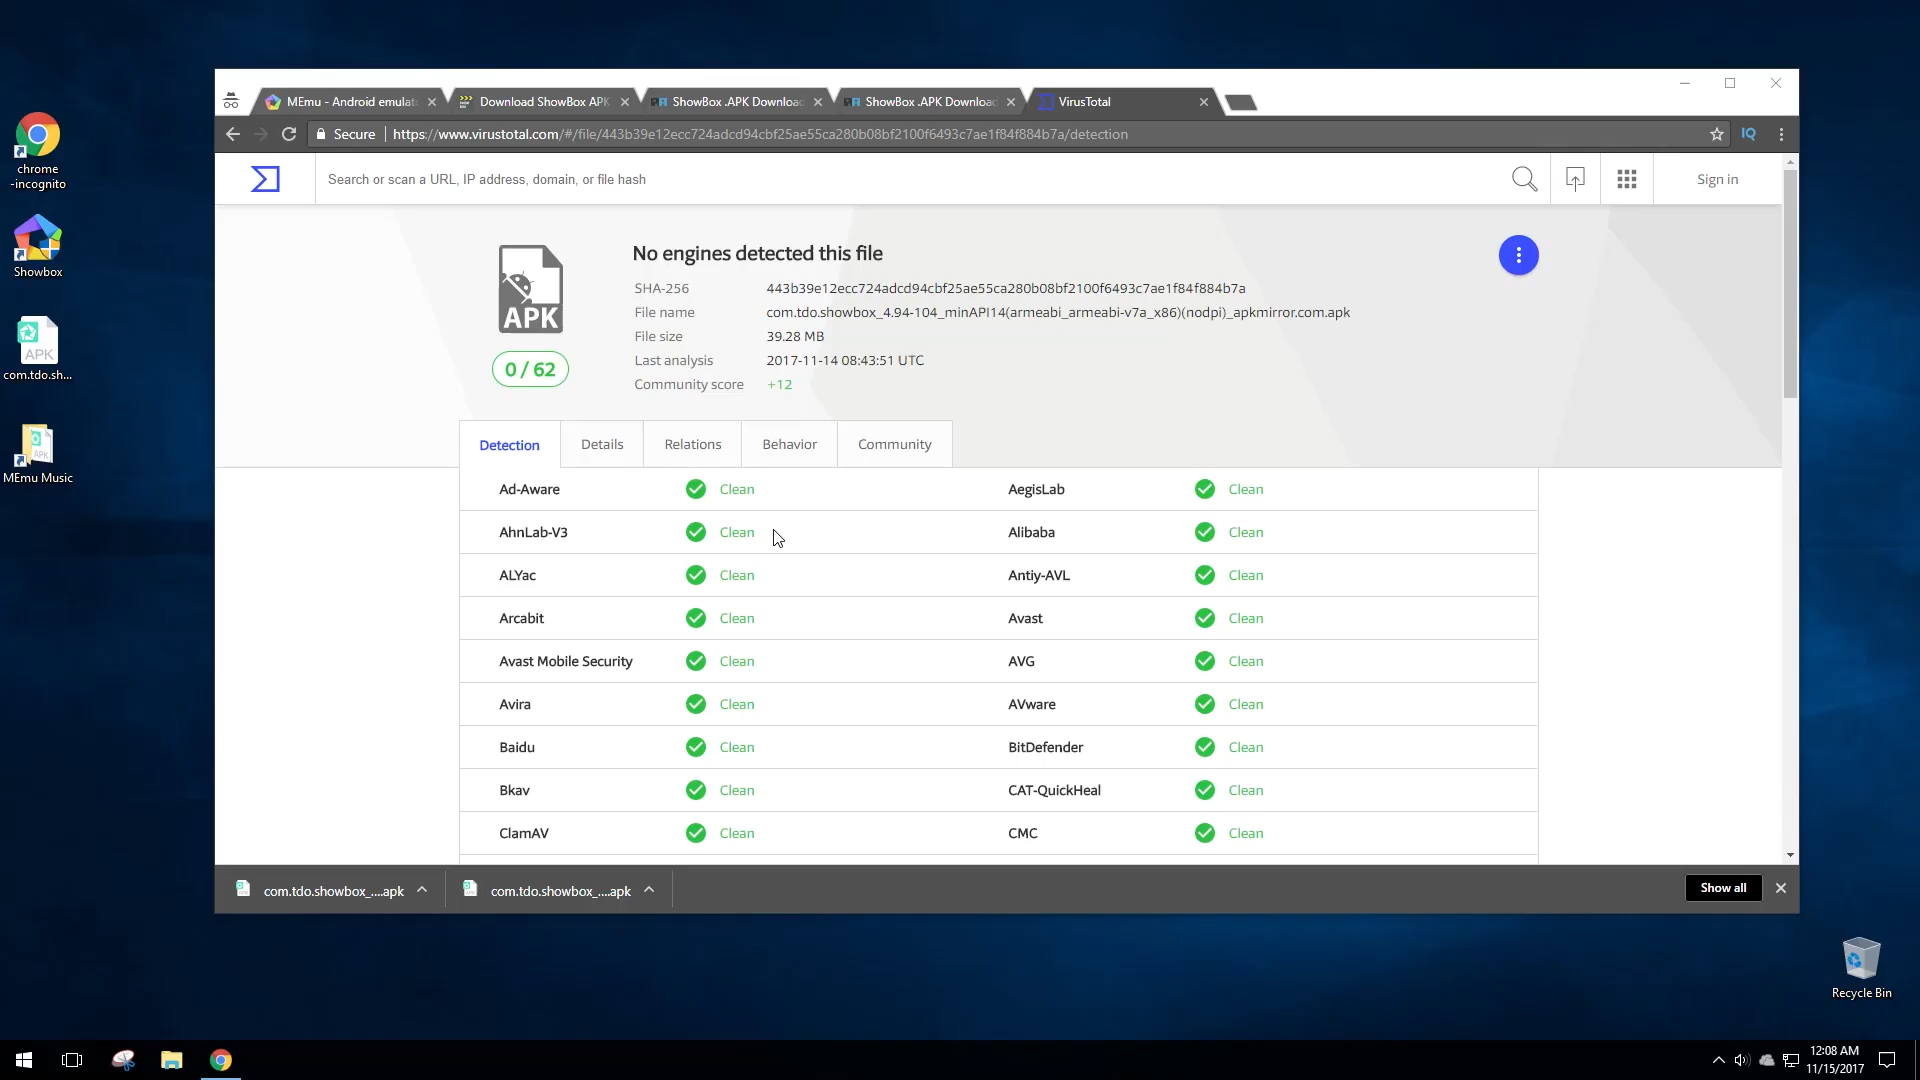 chrome
-incognito
Showbox
APK
com.tdo.sh...
APK
MEmu Music
MEmu - Android emulat
Download ShowBox APK
ShowBox .APK Download
ShowBox .APK Download
VirusTotal
Secure
https://www.virustotal.com/#/file/443b39e12ecc724adcd94cbf25ae55ca280b08bf2100f6493c7ae1f84f884b7a/detection
IQ
Search or scan a URL, IP address, domain, or file hash
Sign in
APK
0 / 62
No engines detected this file
SHA-256 443b39e12ecc724adcd94cbf25ae55ca280b08bf2100f6493c7ae1f84f884b7a
File name com.tdo.showbox_4.94-104_minAPI14(armeabi_armeabi-v7a_x86)(nodpi)_apkmirror.com.apk
File size 39.28 MB
Last analysis 2017-11-14 08:43:51 UTC
Community score +12
Detection Details Relations Behavior Community
Ad-Aware Clean AegisLab Clean
AhnLab-V3 Clean Alibaba Clean
ALYac Clean Antiy-AVL Clean
Arcabit Clean Avast Clean
Avast Mobile Security Clean AVG Clean
Avira Clean AVware Clean
Baidu Clean BitDefender Clean
Bkav Clean CAT-QuickHeal Clean
ClamAV Clean CMC Clean
com.tdo.showbox_....apk
com.tdo.showbox_....apk
Show all
Recycle Bin
12:08 AM
11/15/2017